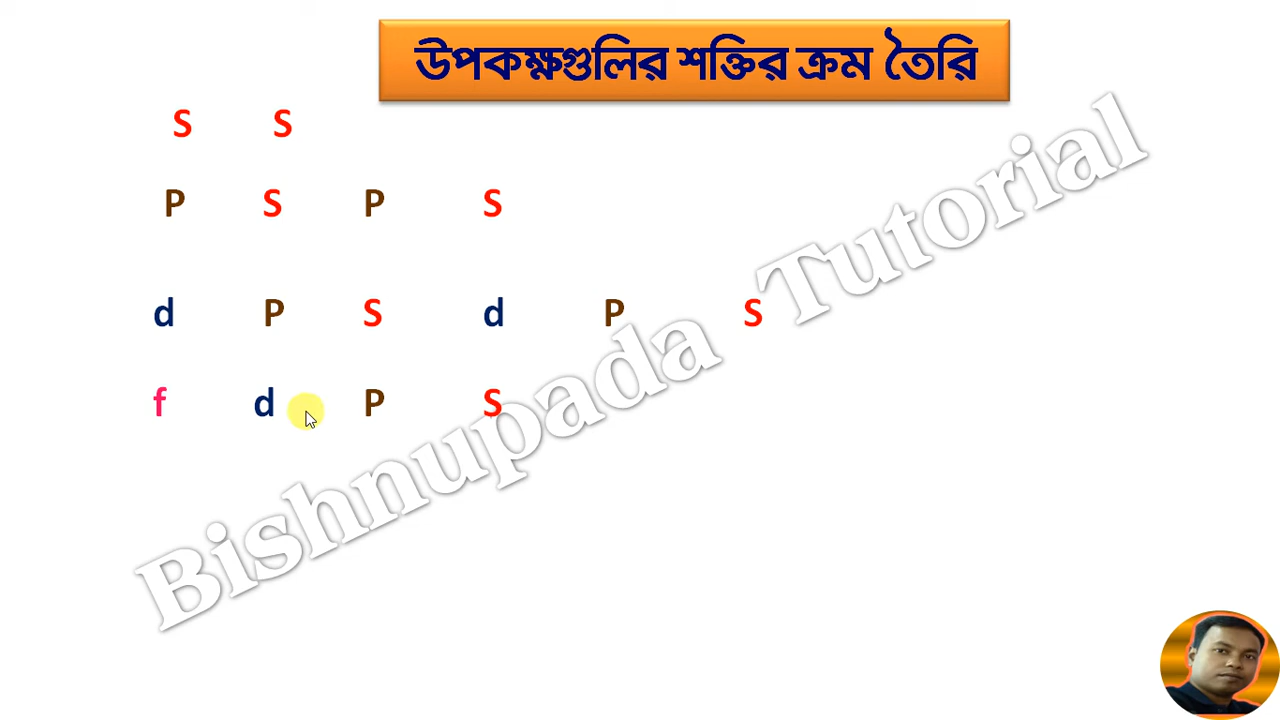 উপকক্ষগুলির শক্তির ক্রম তৈরি
S S
P S P S
d P S d P S
f d P S
Bishnupada Tutorial